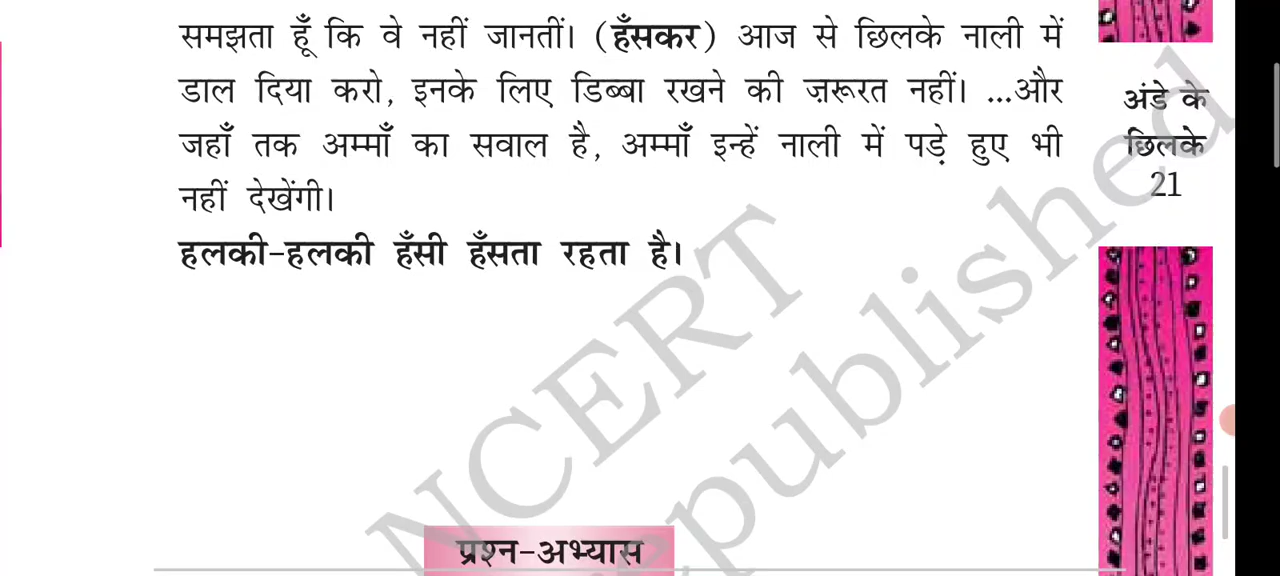 समझता हूँ कि वे नहीं जानतीं। (हँसकर) आज से छिलके नाली में
डाल दिया करो, इनके लिए डिब्बा रखने की ज़रूरत नहीं। ...और
जहाँ तक अम्माँ का सवाल है, अम्माँ इन्हें नाली में पड़े हुए भी
नहीं देखेंगी।
हलकी-हलकी हँसी हँसता रहता है।
अंडे के
छिलके
21
NCERT
republished
प्रश्न-अभ्यास